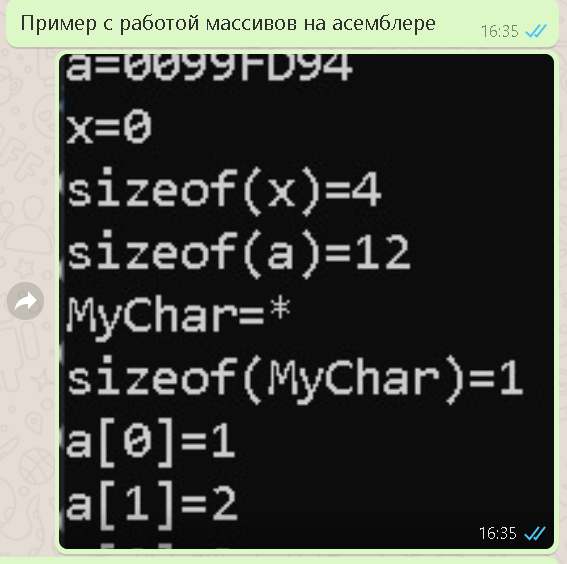 Пример с работой массивов на асемблере
16:35
a=0099FD94
x=0
sizeof(x)=4
sizeof(a)=12
MyChar=*
sizeof(MyChar)=1
a[0]=1
a[1]=2
16:35